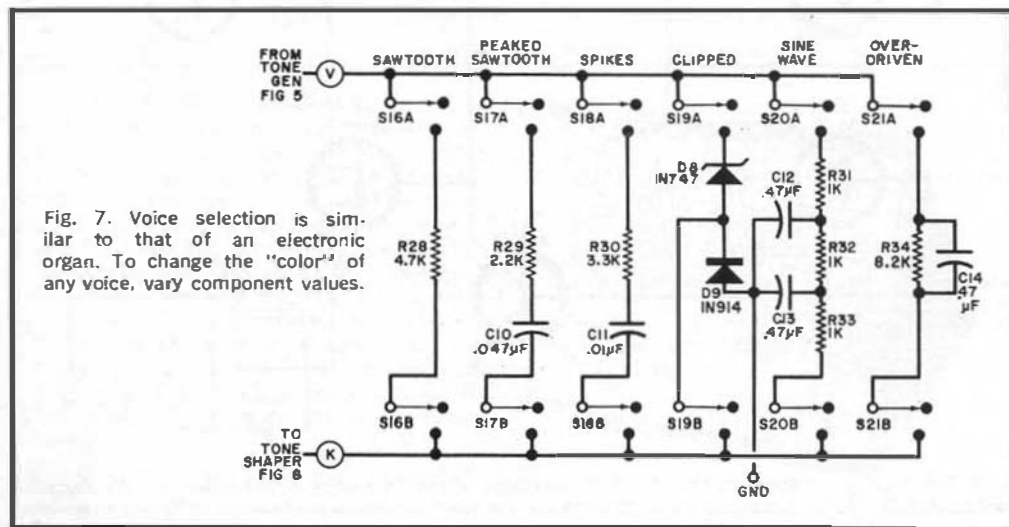 FROM
TONE
GEN
FIG 5
V
SAWTOOTH
PEAKED
SAWTOOTH
SPIKES
CLIPPED
SINE
WAVE
OVER-
DRIVEN
S16A
S17A
S18A
S19A
S20A
S21A
Fig. 7. Voice selection is sim-
ilar to that of an electronic
organ. To change the "color" of
any voice, vary component values.
R28
4.7K
R29
2.2K
R30
3.3K
D8
IN747
C12
.47µF
R31
1K
R32
1K
R34
8.2K
C14
.47
µF
C10
.047µF
C11
.01µF
D9
IN914
C13
.47µF
R33
1K
S16B
S17B
S18B
S19B
S20B
S21B
TO
TONE
SHAPER
FIG 8
K
GND